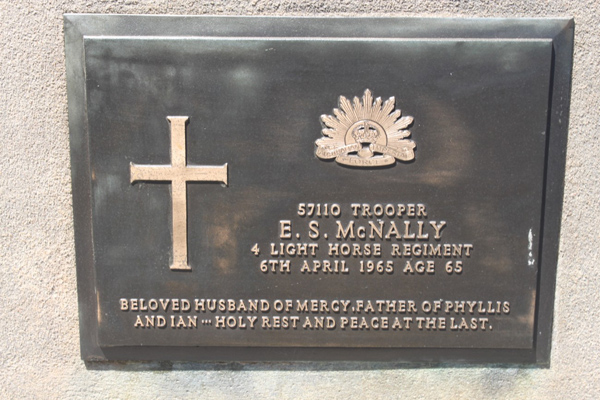 57110 TROOPER
E. S. McNALLY
4 LIGHT HORSE REGIMENT
6TH APRIL 1965 AGE 65
BELOVED HUSBAND OF MERCY, FATHER OF PHYLLIS
AND IAN ··· HOLY REST AND PEACE AT THE LAST.